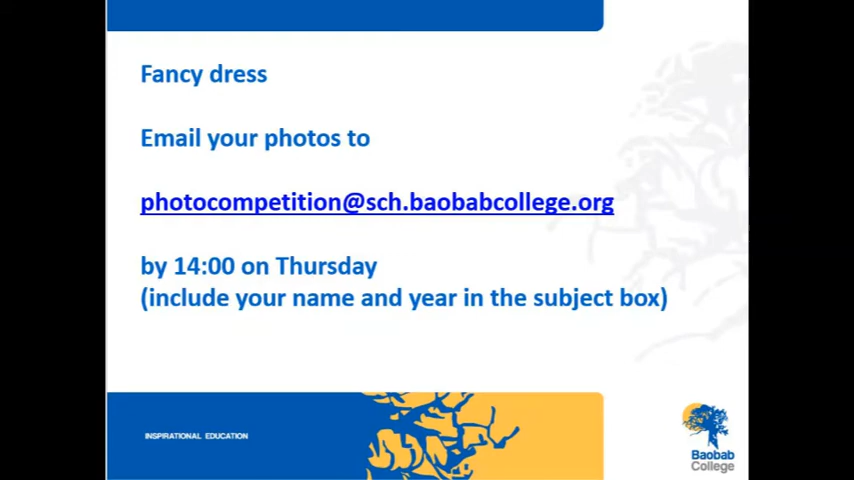 Fancy dress
Email your photos to
photocompetition@sch.baobabcollege.org
by 14:00 on Thursday
(include your name and year in the subject box)
INSPIRATIONAL EDUCATION
Baobab
College